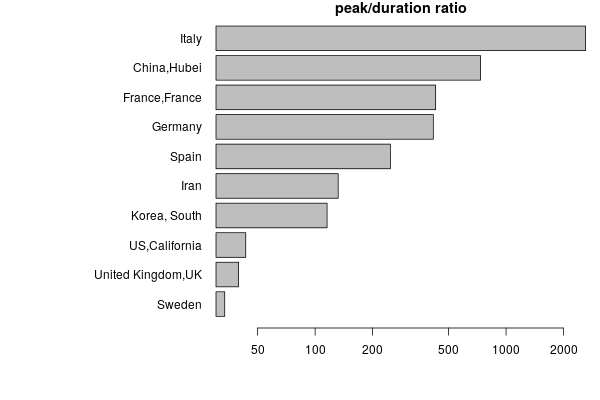 peak/duration ratio
Italy
China,Hubei
France,France
Germany
Spain
Iran
Korea, South
US,California
United Kingdom,UK
Sweden
50 100 200 500 1000 2000